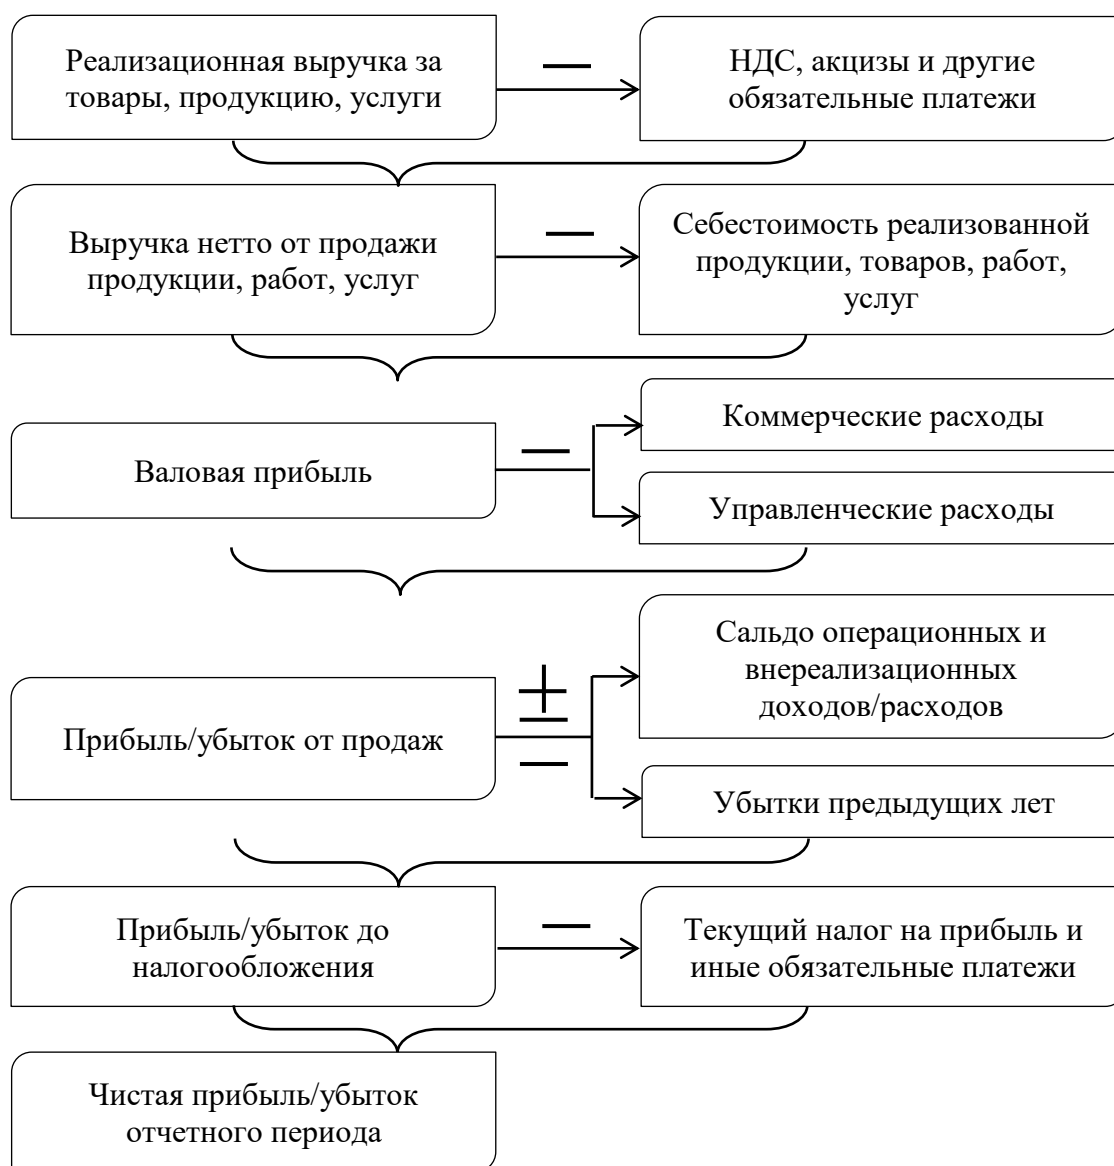 Реализационная выручка за
товары, продукцию, услуги
НДС, акцизы и другие
обязательные платежи
Выручка нетто от продажи
продукции, работ, услуг
Себестоимость реализованной
продукции, товаров, работ,
услуг
Валовая прибыль
Коммерческие расходы
Управленческие расходы
Прибыль/убыток от продаж
Сальдо операционных и
внереализационных
доходов/расходов
Убытки предыдущих лет
Прибыль/убыток до
налогообложения
Текущий налог на прибыль и
иные обязательные платежи
Чистая прибыль/убыток
отчетного периода